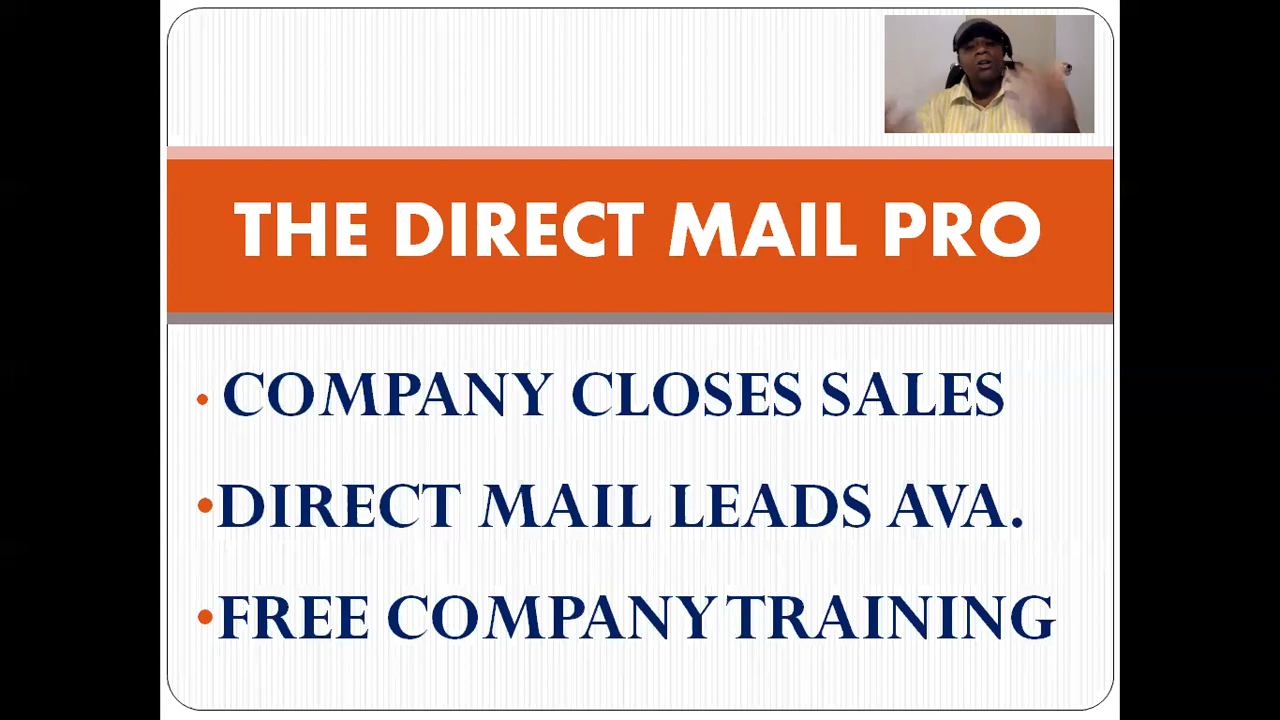 THE DIRECT MAIL PRO
• COMPANY CLOSES SALES
•DIRECT MAIL LEADS AVA.
•FREE COMPANY TRAINING